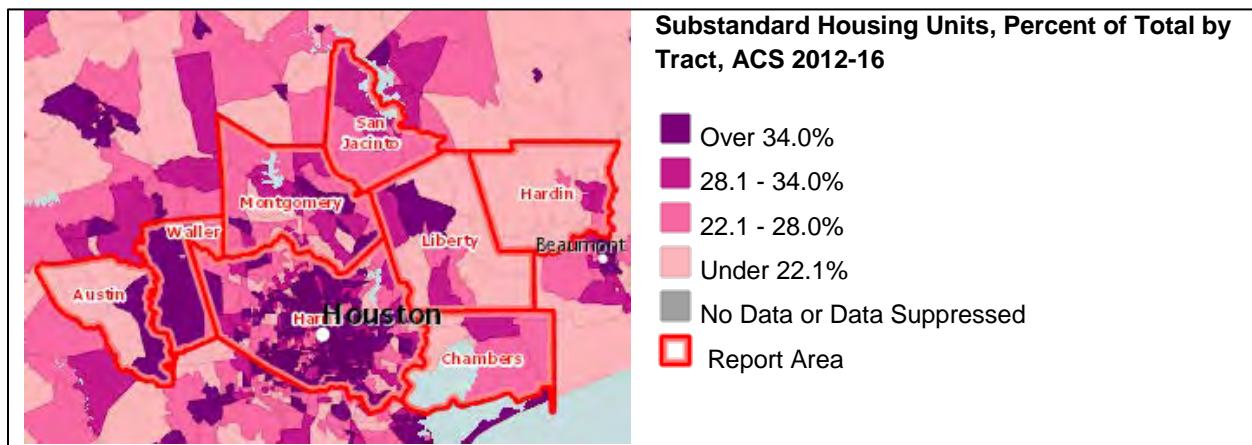 Substandard Housing Units, Percent of Total by
Tract, ACS 2012-16
Over 34.0%
28.1 - 34.0%
22.1 - 28.0%
Under 22.1%
No Data or Data Suppressed
Report Area
San
Jacinto
Montgomery
Hardin
Waller
Liberty
Beaumont
Austin
Harr
Houston
Chambers